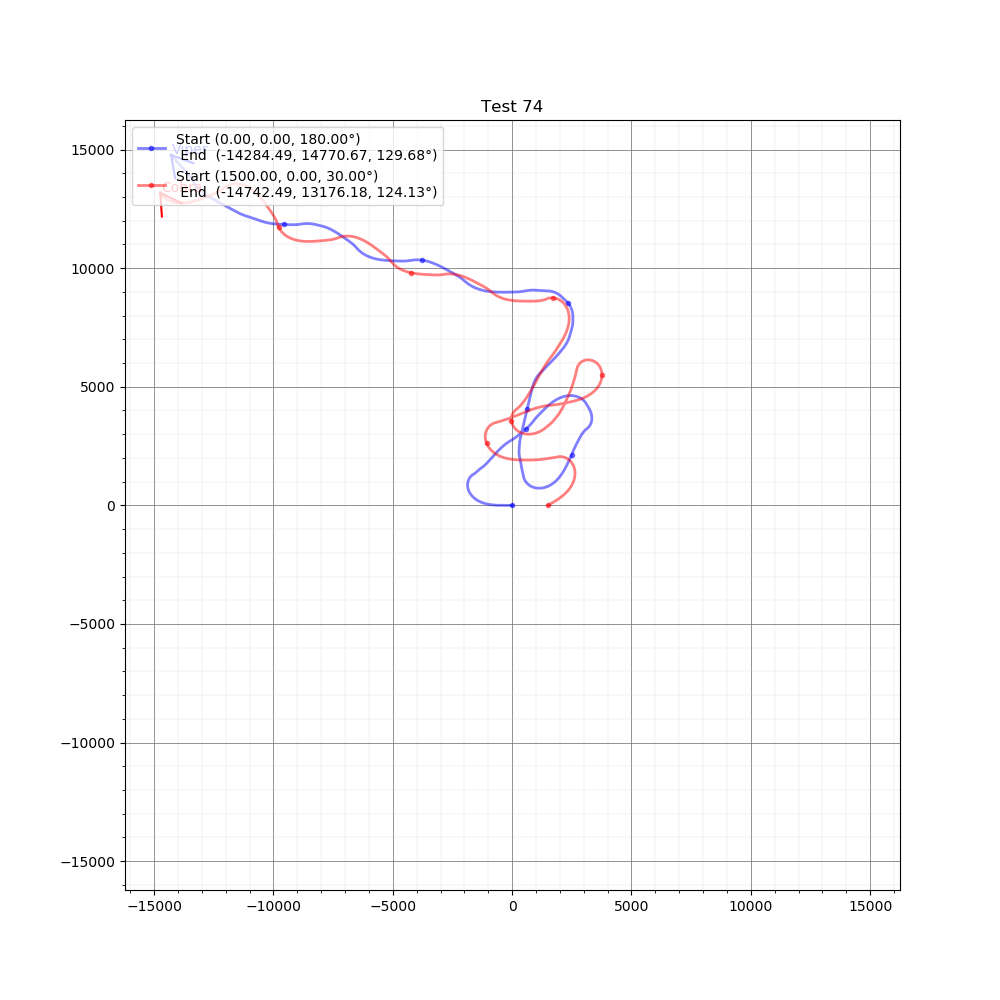 Test 74
Start (0.00, 0.00, 180.00°)
End (-14284.49, 14770.67, 129.68°)
Start (1500.00, 0.00, 30.00°)
End (-14742.49, 13176.18, 124.13°)
15000
10000
5000
0
−5000
−10000
−15000
−15000 −10000 −5000 0 5000 10000 15000